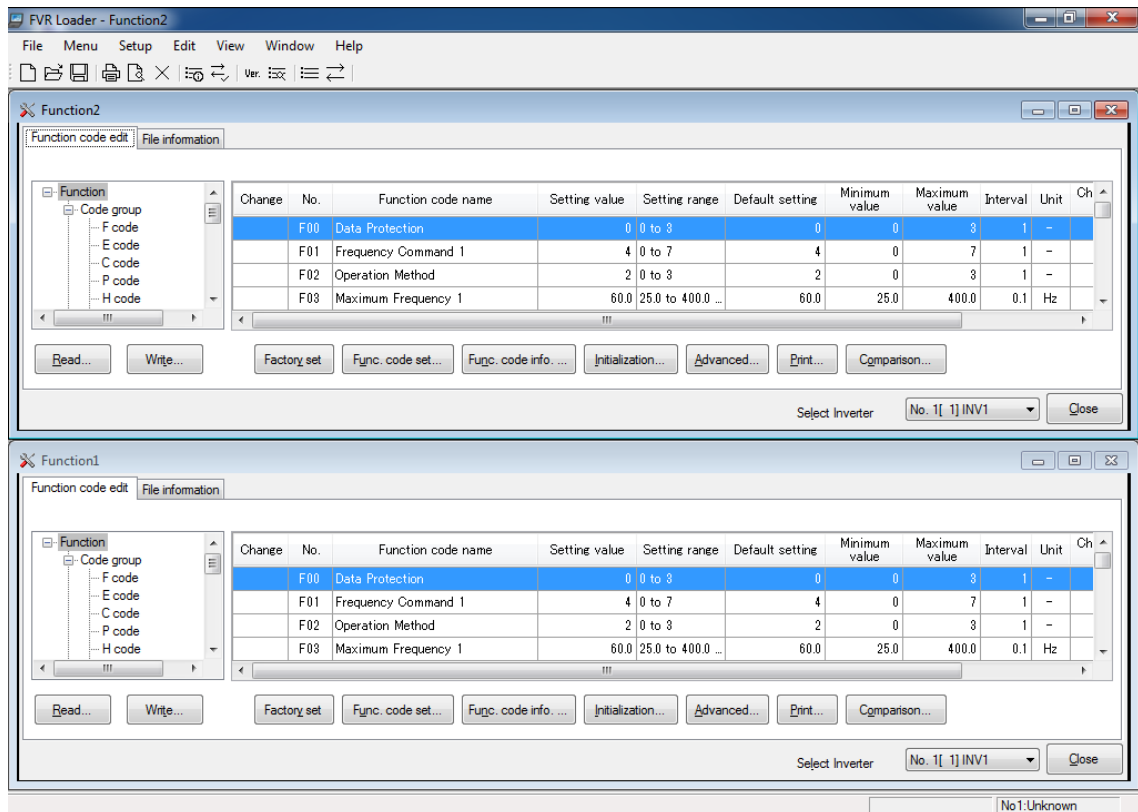 FVR Loader - Function2
File Menu Setup Edit View Window Help
Ver.
Function2
Function code edit File information
Function
Code group
F code
E code
C code
P code
H code
Change No. Function code name Setting value Setting range Default setting Minimum value Maximum value Interval Unit Ch
F00 Data Protection 0 0 to 3 0 0 3 1 -
F01 Frequency Command 1 4 0 to 7 4 0 7 1 -
F02 Operation Method 2 0 to 3 2 0 3 1 -
F03 Maximum Frequency 1 60.0 25.0 to 400.0 ... 60.0 25.0 400.0 0.1 Hz
Read... Write... Factory set Func. code set... Func. code info. ... Initialization... Advanced... Print... Comparison...
Select Inverter No. 1[ 1] INV1 Close
Function1
Function code edit File information
Function
Code group
F code
E code
C code
P code
H code
Change No. Function code name Setting value Setting range Default setting Minimum value Maximum value Interval Unit Ch
F00 Data Protection 0 0 to 3 0 0 3 1 -
F01 Frequency Command 1 4 0 to 7 4 0 7 1 -
F02 Operation Method 2 0 to 3 2 0 3 1 -
F03 Maximum Frequency 1 60.0 25.0 to 400.0 ... 60.0 25.0 400.0 0.1 Hz
Read... Write... Factory set Func. code set... Func. code info. ... Initialization... Advanced... Print... Comparison...
Select Inverter No. 1[ 1] INV1 Close
No1:Unknown